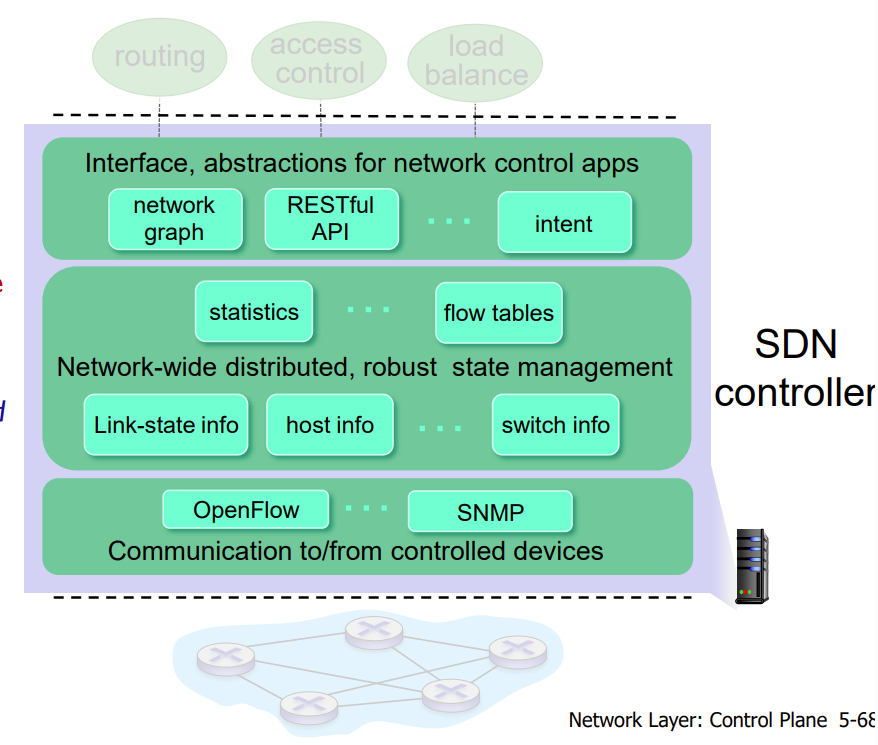 routing
access
control
load
balance
Interface, abstractions for network control apps
network
graph
RESTful
API
. . .
intent
statistics
. . .
flow tables
Network-wide distributed, robust  state management
Link-state info
host info
. . .
switch info
SDN
controller
OpenFlow
. . .
SNMP
Communication to/from controlled devices
Network Layer: Control Plane  5-68